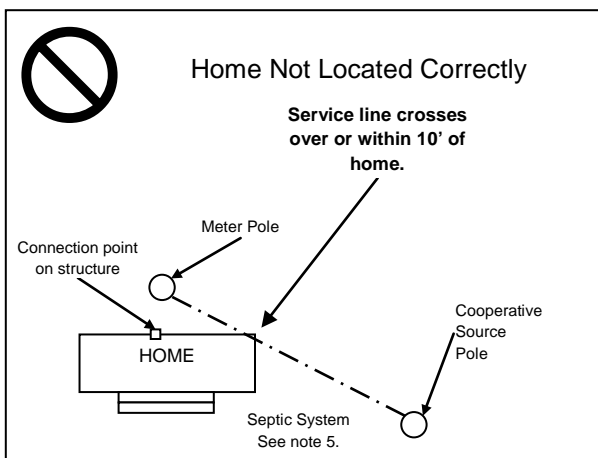 Home Not Located Correctly
Service line crosses
over or within 10’ of
home.
Meter Pole
Connection point
on structure
Cooperative
Source
Pole
HOME
Septic System
See note 5.